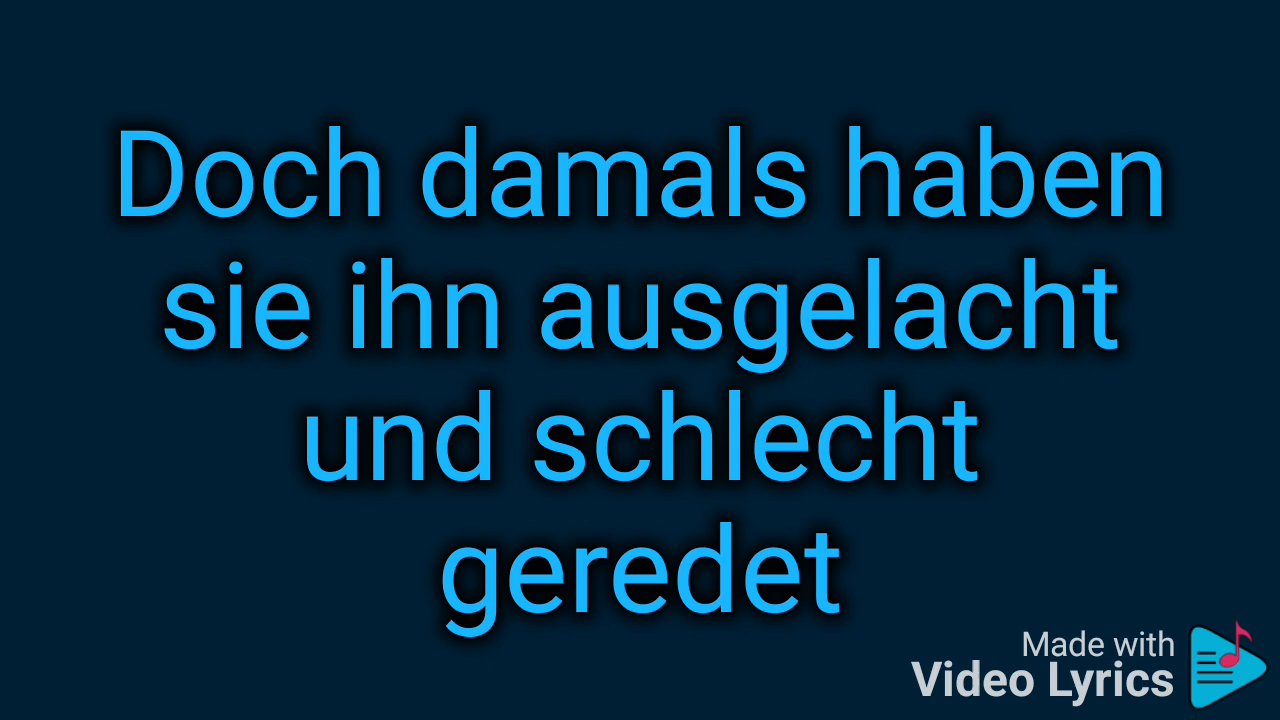 Doch damals haben
sie ihn ausgelacht
und schlecht
geredet
Made with
Video Lyrics